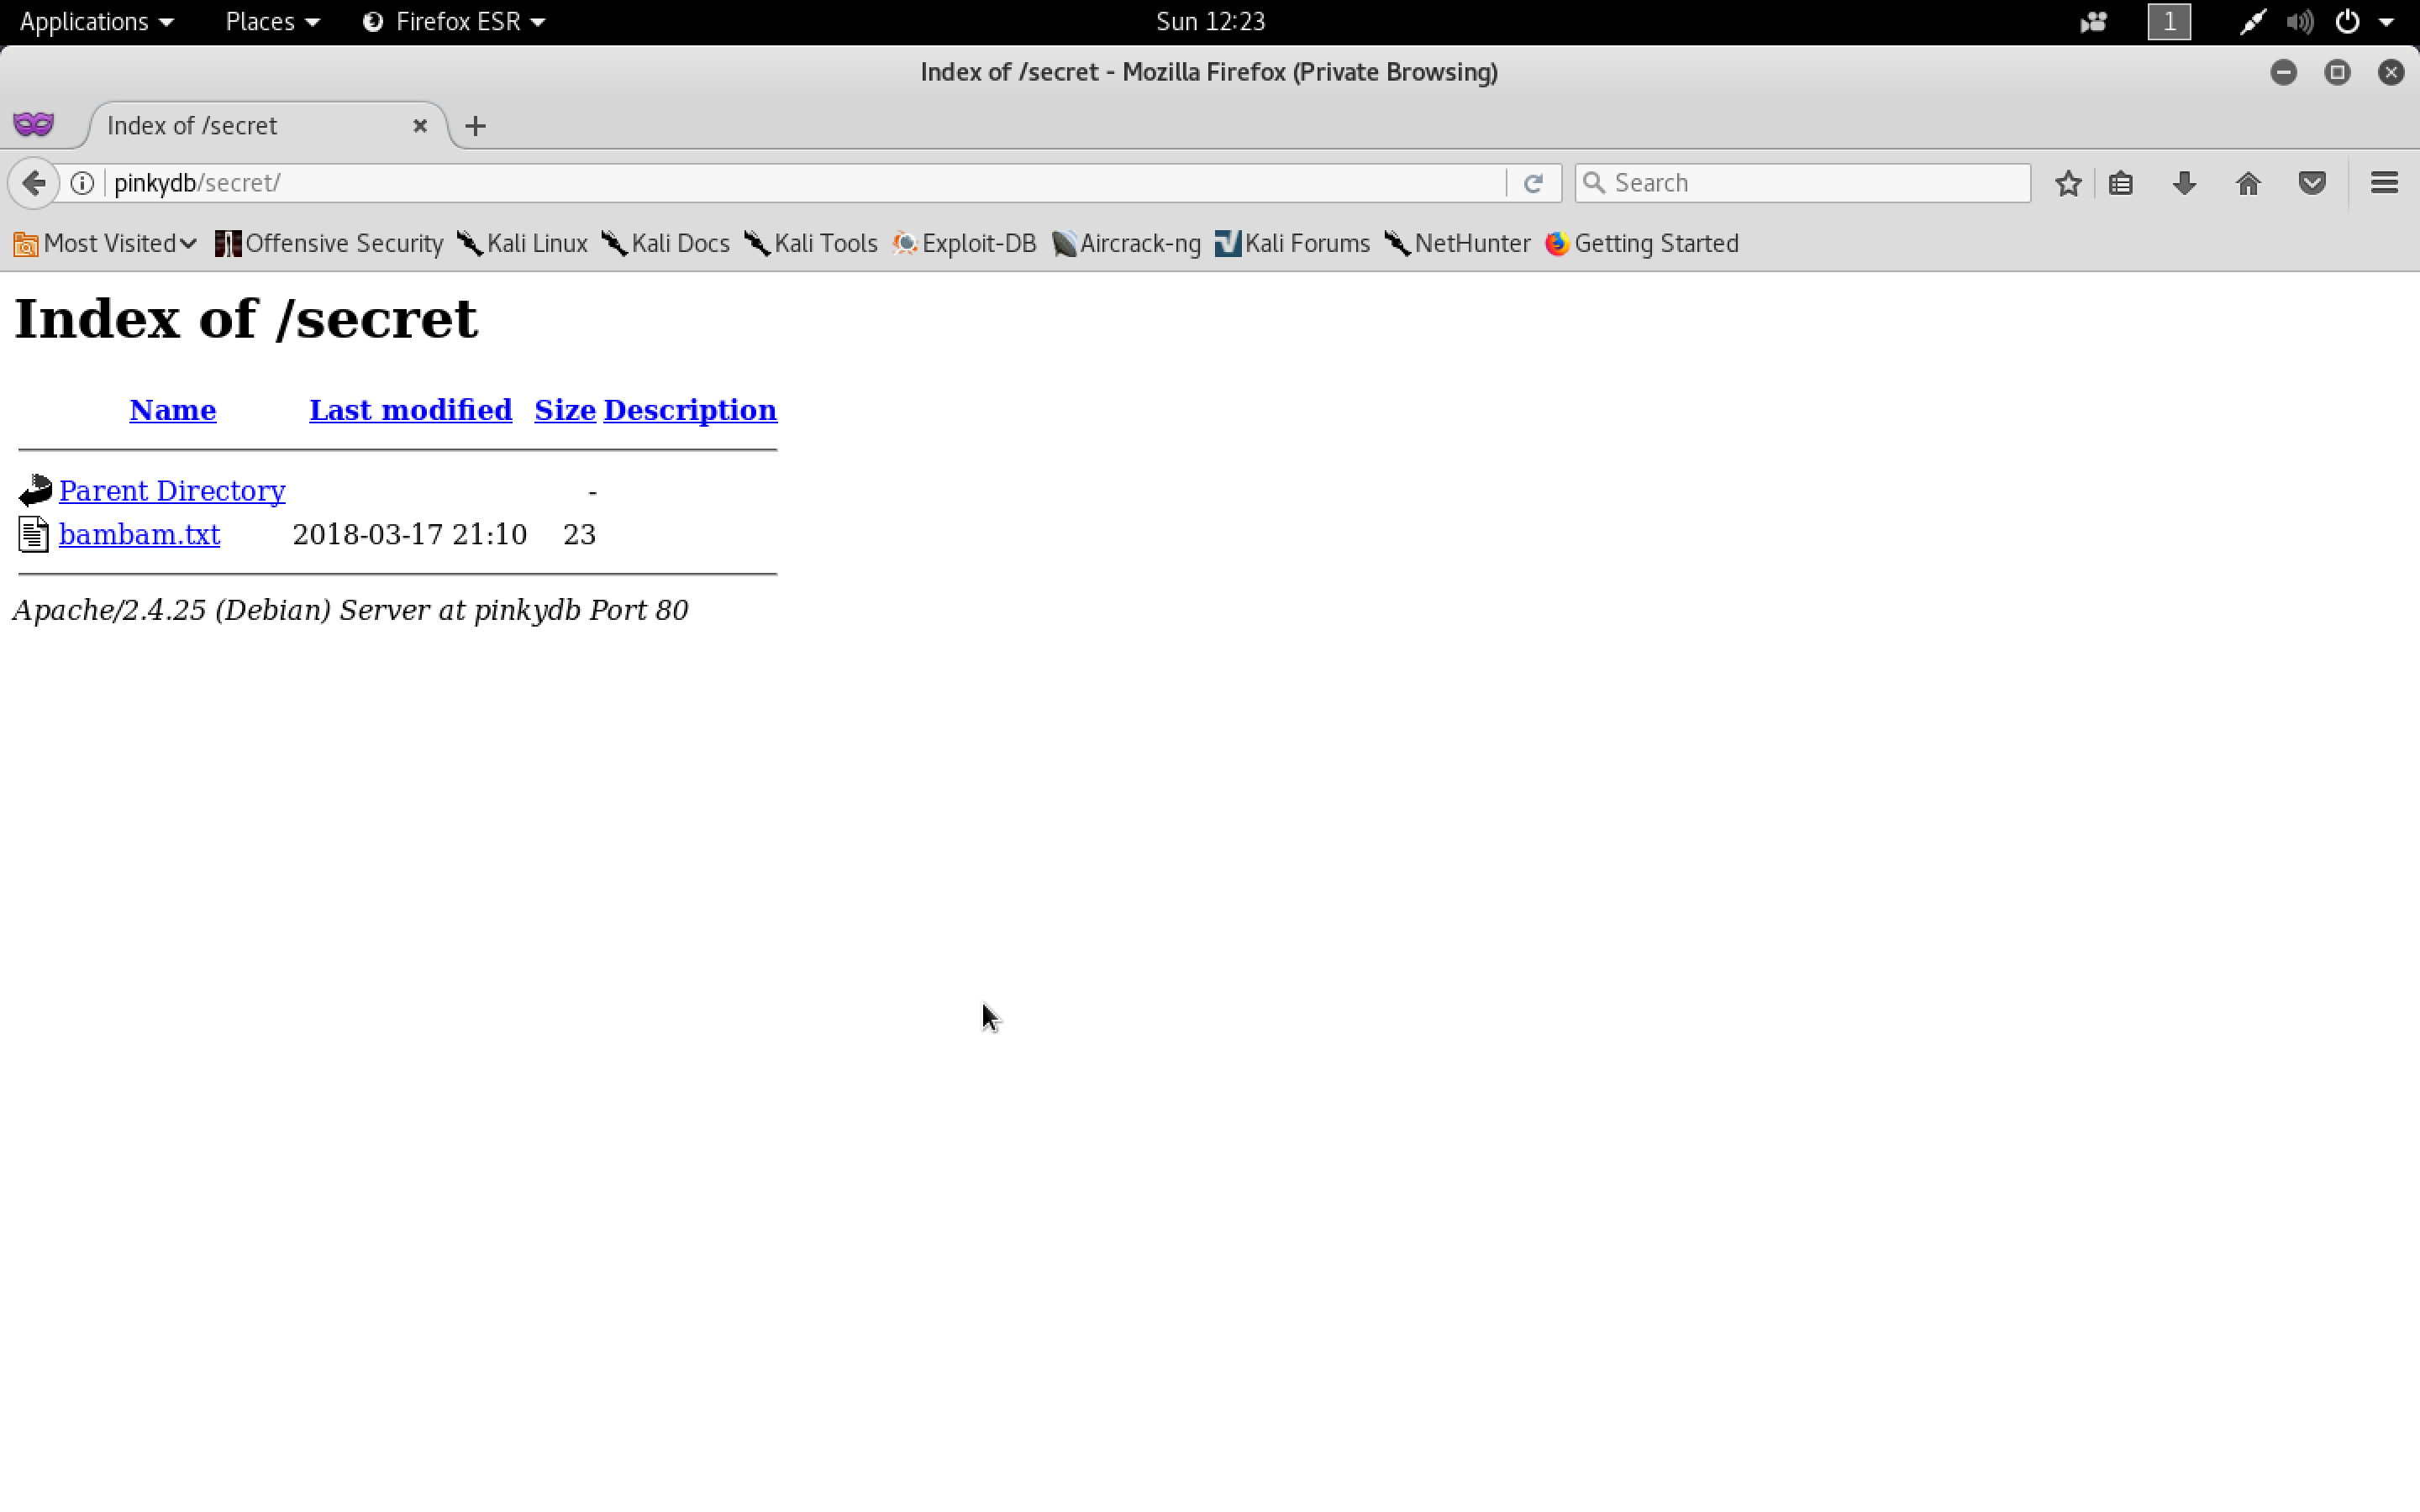 Applications Places Firefox ESR Sun 12:23 1
Index of /secret - Mozilla Firefox (Private Browsing)
Index of /secret
pinkydb/secret/ Search
Most Visited Offensive Security Kali Linux Kali Docs Kali Tools Exploit-DB Aircrack-ng Kali Forums NetHunter Getting Started
Index of /secret
Name Last modified Size Description
Parent Directory -
bambam.txt 2018-03-17 21:10 23
Apache/2.4.25 (Debian) Server at pinkydb Port 80